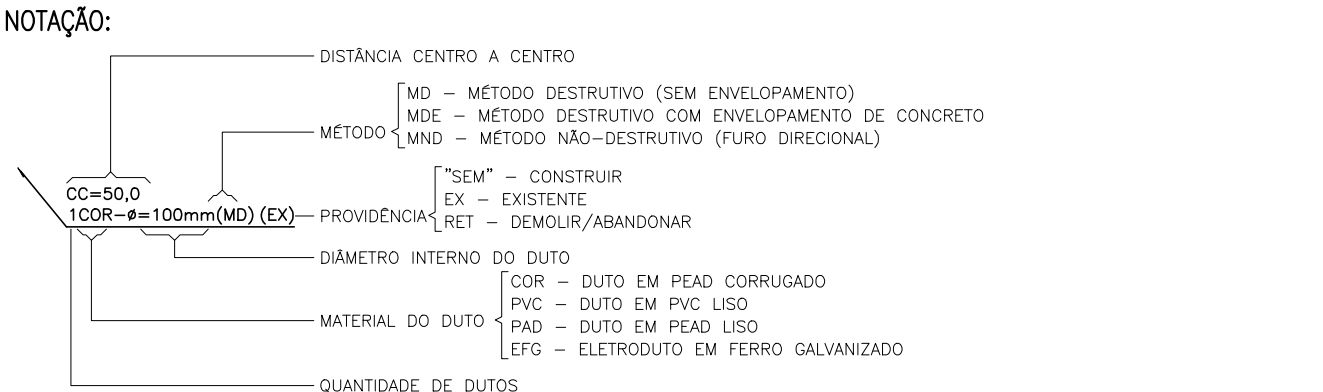 NOTAÇÃO:
DISTÂNCIA CENTRO A CENTRO
MD – MÉTODO DESTRUTIVO (SEM ENVELOPAMENTO)
MDE – MÉTODO DESTRUTIVO COM ENVELOPAMENTO DE CONCRETO
MÉTODO
MND – MÉTODO NÃO–DESTRUTIVO (FURO DIRECIONAL)
"SEM" – CONSTRUIR
CC=50,0
EX – EXISTENTE
1COR–ø=100mm(MD) (EX)
PROVIDÊNCIA
RET – DEMOLIR/ABANDONAR
DIÂMETRO INTERNO DO DUTO
COR – DUTO EM PEAD CORRUGADO
PVC – DUTO EM PVC LISO
MATERIAL DO DUTO
PAD – DUTO EM PEAD LISO
EFG – ELETRODUTO EM FERRO GALVANIZADO
QUANTIDADE DE DUTOS